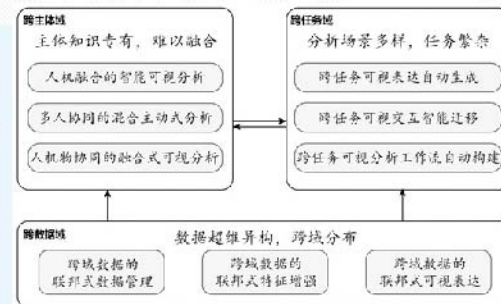 跨主体域
主体知识专有，难以融合
人机融合的智能可视分析
多人协同的混合主动式分析
人机物协同的融合式可视分析
跨任务域
分析场景多样，任务繁杂
跨任务可视表达自动生成
跨任务可视交互智能迁移
跨任务可视分析工作流自动构建
跨数据域
数据超维异构，跨域分布
跨域数据的
联邦式数据管理
跨域数据的
联邦式特征增强
跨域数据的
联邦式可视表达